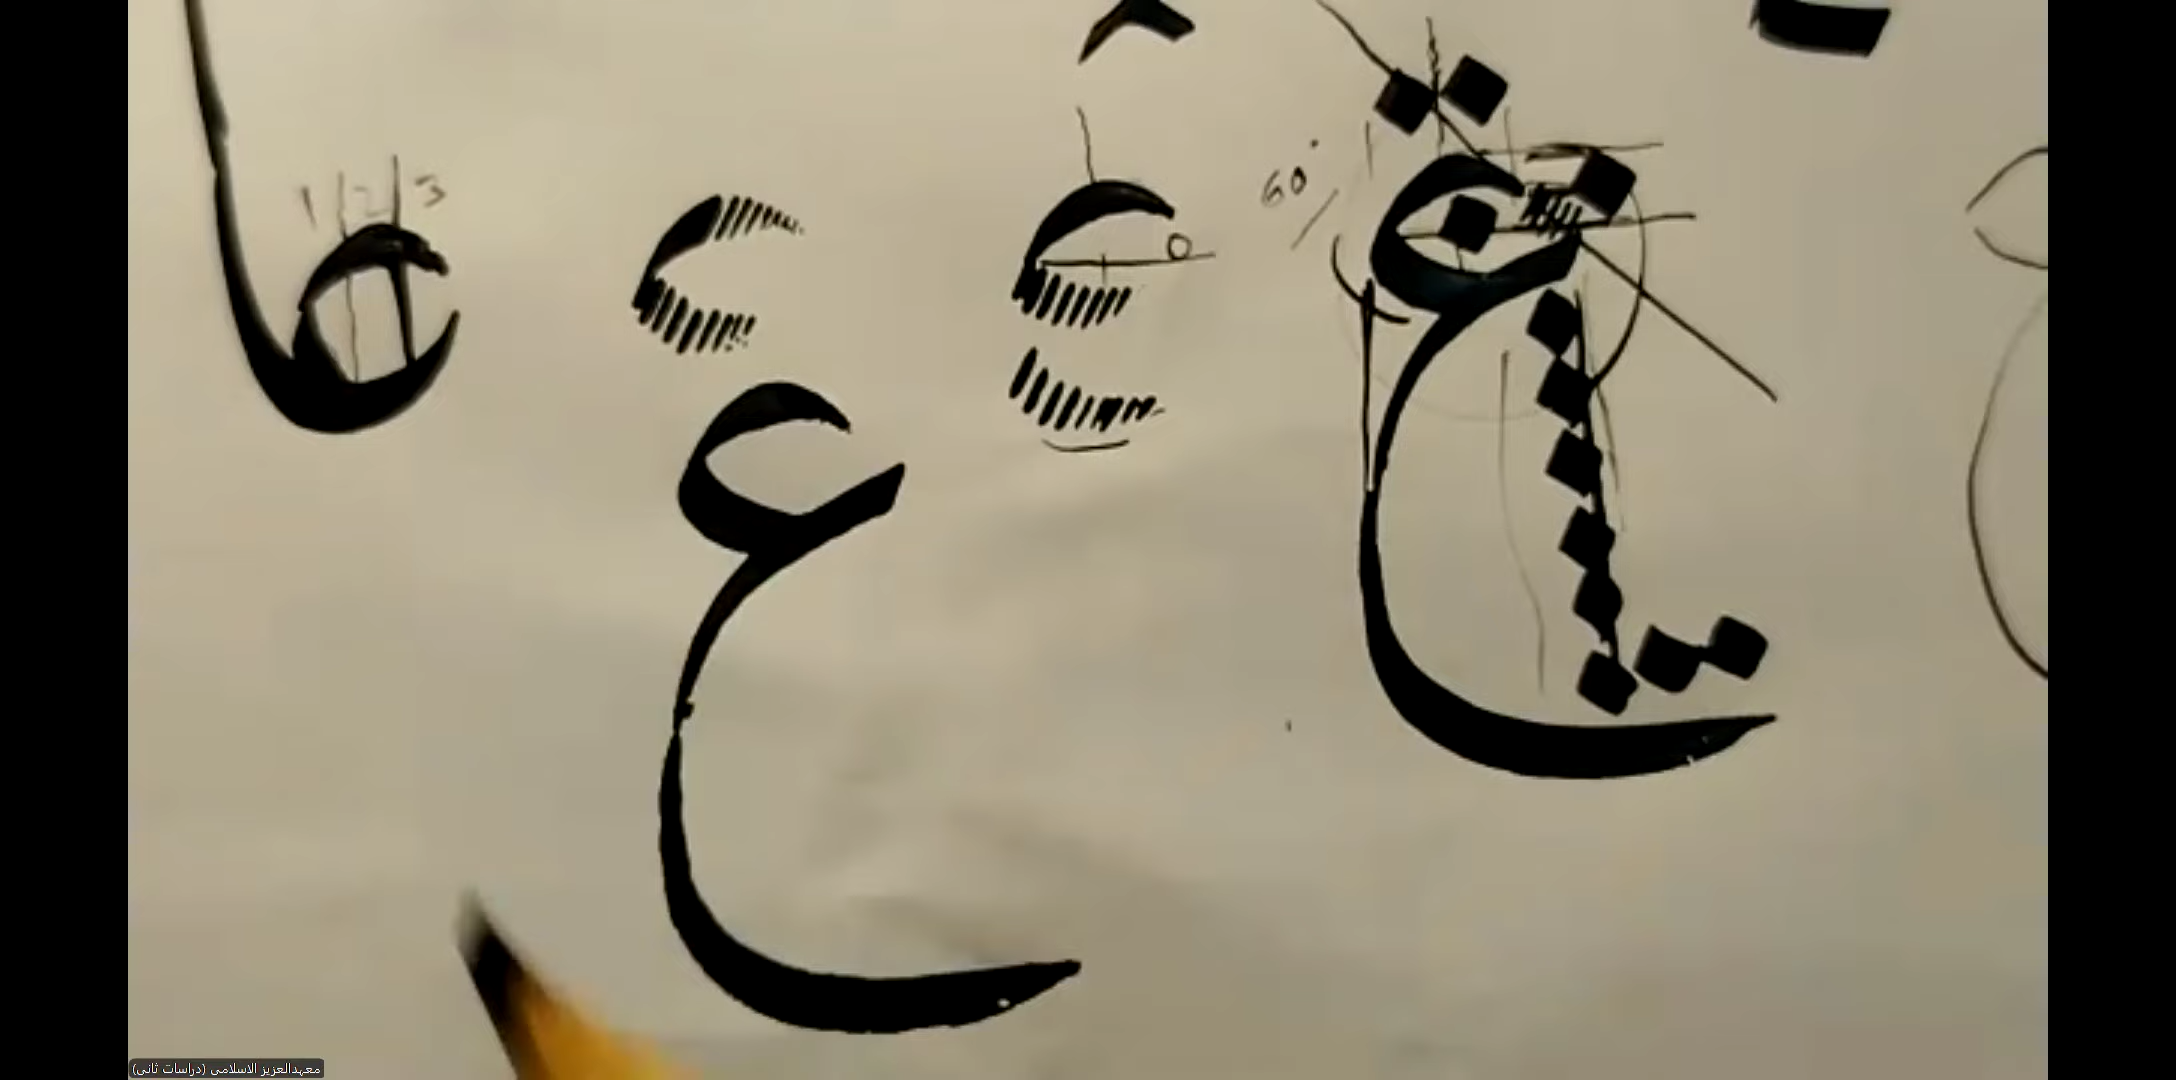 1 2 3
60°
ع ع
معهدالعزیز الاسلامی (دراسات ثانی)